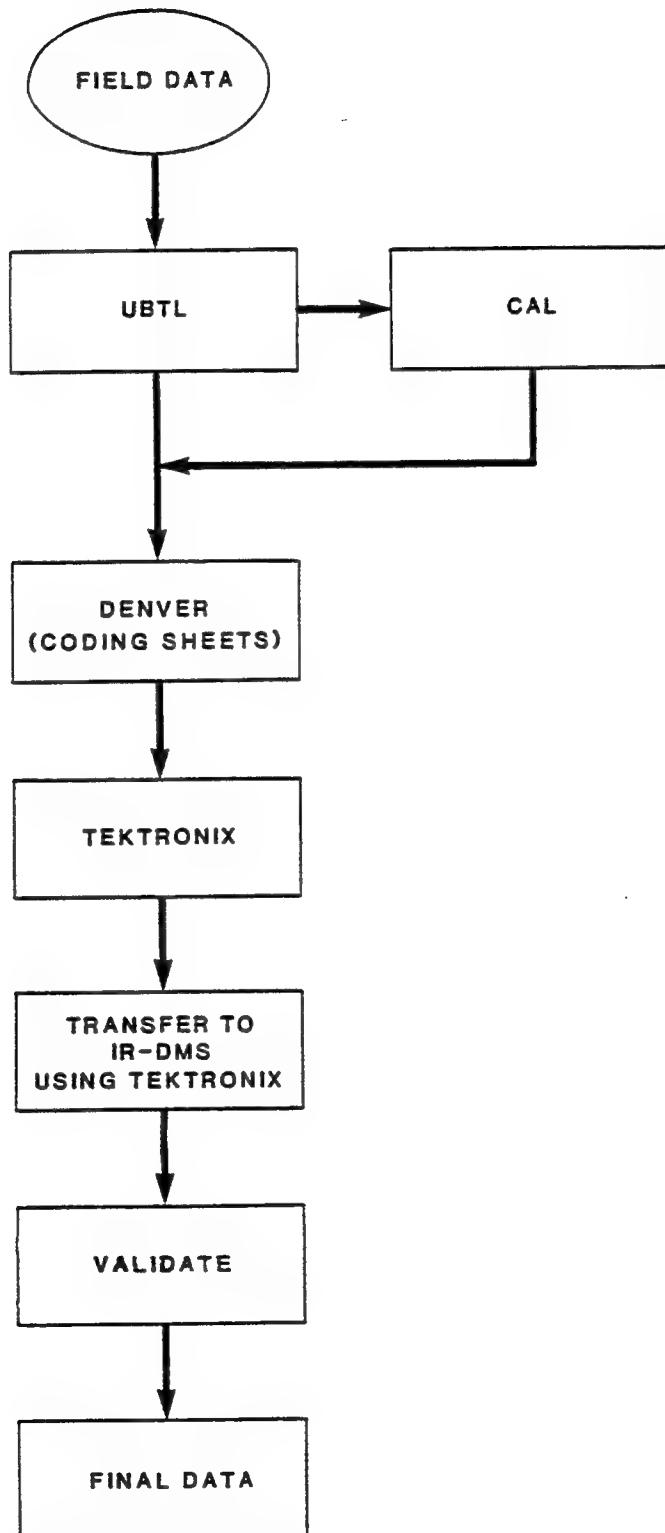 FIELD DATA
UBTL
CAL
DENVER
(CODING SHEETS)
TEKTRONIX
TRANSFER TO
IR-DMS
USING TEKTRONIX
VALIDATE
FINAL DATA